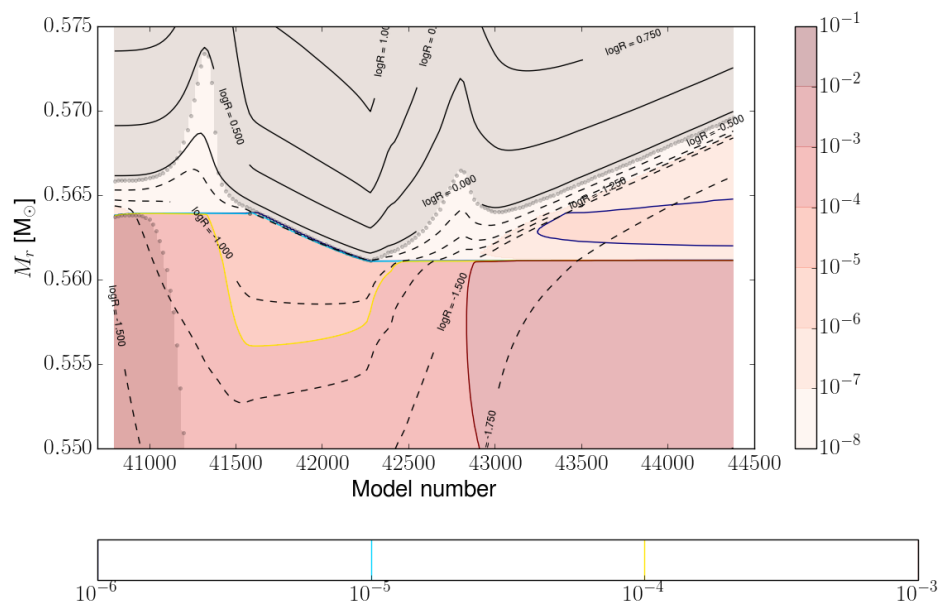 0.575
0.570
0.565
0.560
0.555
0.550
M_r [M☉]
41000 41500 42000 42500 43000 43500 44000 44500
Model number
logR = 0.500
logR = 1.00
logR = 0.
logR = 0.750
logR = 0.000
logR = -0.500
logR = -1.250
logR = -1.000
logR = -1.500
logR = -1.500
-1.750
10^{-1}
10^{-2}
10^{-3}
10^{-4}
10^{-5}
10^{-6}
10^{-7}
10^{-8}
10^{-6} 10^{-5} 10^{-4} 10^{-3}